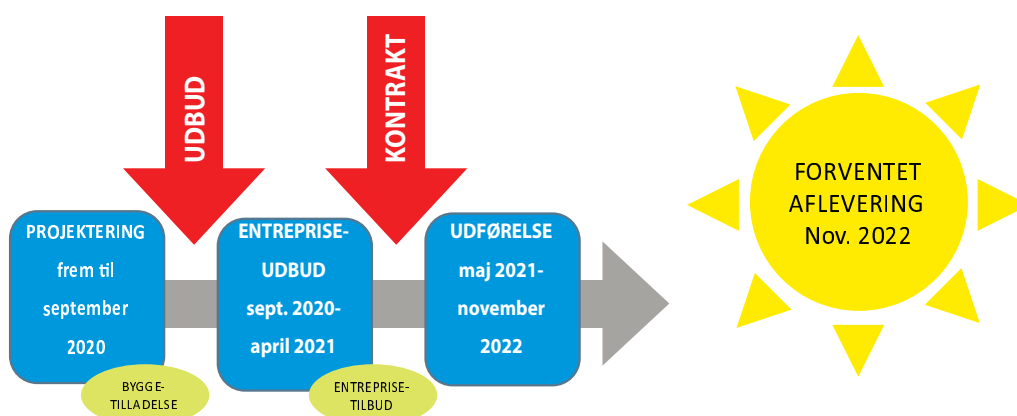 UDBUD
KONTRAKT
PROJEKTERING
frem til
september
2020
BYGGE-
TILLADELSE
ENTREPRISE-
UDBUD
sept. 2020-
april 2021
ENTREPRISE-
TILBUD
UDFØRELSE
maj 2021-
november
2022
FORVENTET
AFLEVERING
Nov. 2022